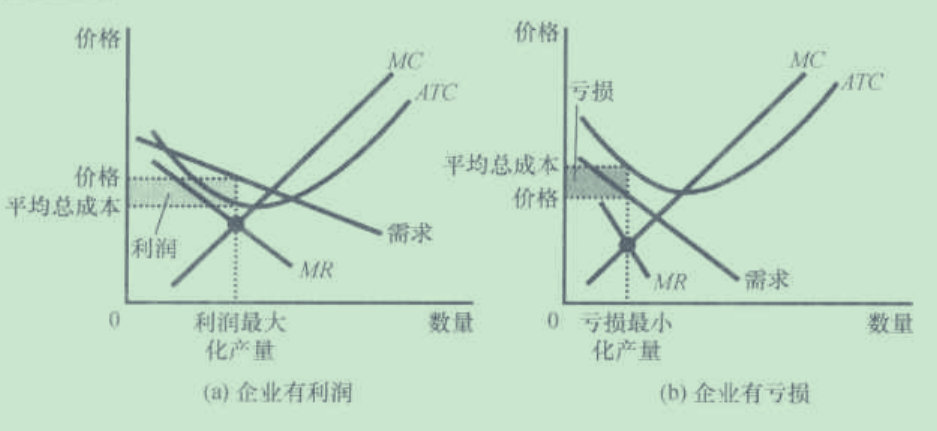 价格
MC
ATC
价格
平均总成本
利润
需求
MR
0
利润最大
化产量
数量
(a) 企业有利润
价格
MC
ATC
亏损
平均总成本
价格
MR
需求
0
亏损最小
化产量
数量
(b) 企业有亏损